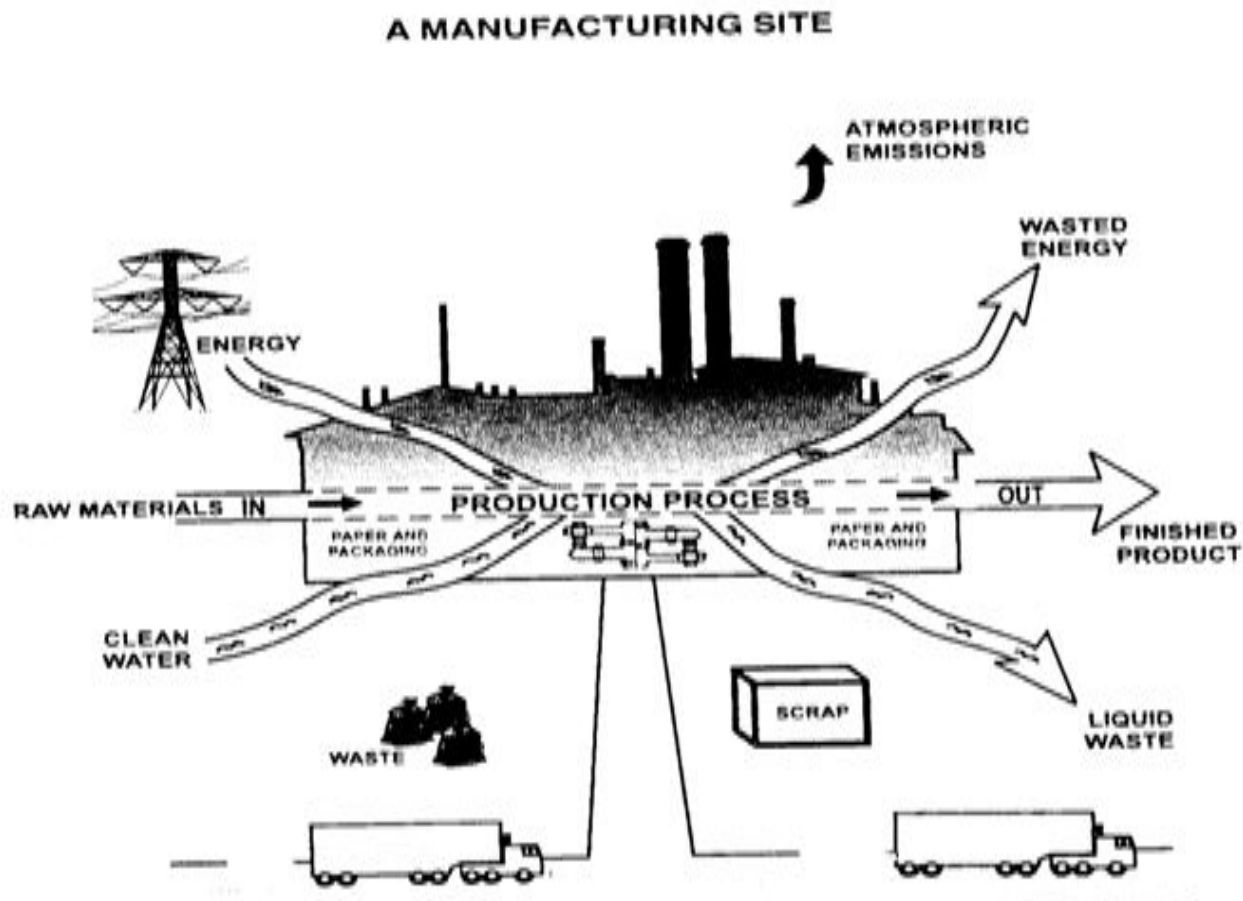 A MANUFACTURING SITE
ATMOSPHERIC
EMISSIONS
WASTED
ENERGY
ENERGY
RAW MATERIALS IN
PRODUCTION PROCESS
OUT
PAPER AND
PACKAGING
PAPER AND
PACKAGING
FINISHED
PRODUCT
CLEAN
WATER
WASTE
SCRAP
LIQUID
WASTE